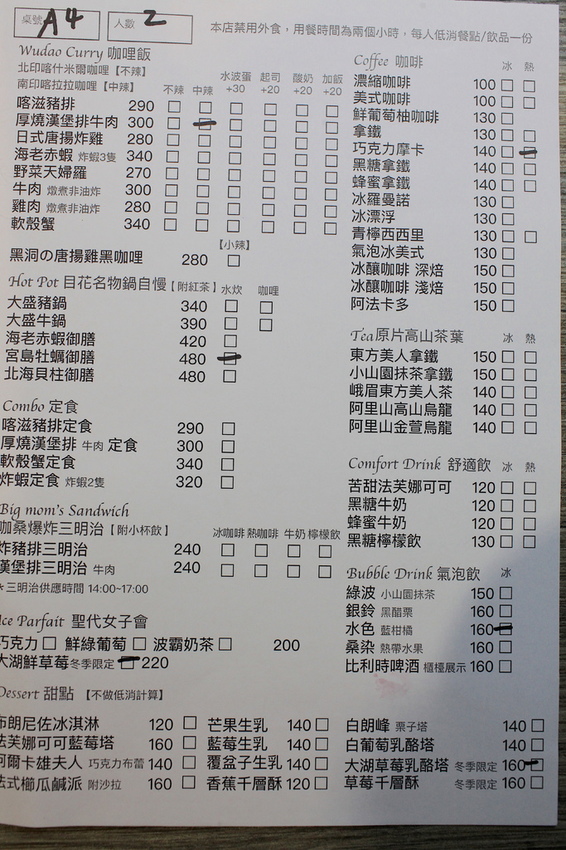 桌號 A4 人數 2 本店禁用外食，用餐時間為兩個小時，每人低消餐點/飲品一份
Wudao Curry 咖哩飯
北印喀什米爾咖哩【不辣】
南印喀拉拉咖哩【中辣】 不辣 中辣 水波蛋+30 起司+20 酸奶+20 加飯+20
喀滋豬排 290
厚燒漢堡排牛肉 300
日式唐揚炸雞 280
海老赤蝦 炸蝦3隻 340
野菜天婦羅 270
牛肉 燉煮非油炸 300
雞肉 燉煮非油炸 280
軟殼蟹 340
【小辣】
黑洞の唐揚雞黑咖哩 280
Hot Pot 目花名物鍋自慢【附紅茶】 水炊 咖哩
大盛豬鍋 340
大盛牛鍋 390
海老赤蝦御膳 420
宮島牡蠣御膳 480
北海貝柱御膳 480
Combo 定食
喀滋豬排定食 290
厚燒漢堡排 牛肉 定食 300
軟殼蟹定食 340
炸蝦定食 炸蝦2隻 320
Big mom's Sandwich
咖桑爆炸三明治【附小杯飲】 冰咖啡 熱咖啡 牛奶 檸檬飲
炸豬排三明治 240
漢堡排三明治 牛肉 240
*三明治供應時間 14:00~17:00
Ice Parfait 聖代女子會
巧克力 鮮綠葡萄 波霸奶茶 200
大湖鮮草莓 冬季限定 220
Coffee 咖啡 冰 熱
濃縮咖啡 100
美式咖啡 100
鮮葡萄柚咖啡 130
拿鐵 130
巧克力摩卡 140
黑糖拿鐵 140
蜂蜜拿鐵 140
冰羅曼諾 130
冰漂浮 130
青檸西西里 130
氣泡冰美式 130
冰釀咖啡 深焙 150
冰釀咖啡 淺焙 150
阿法卡多 150
Tea 原片高山茶葉 冰 熱
東方美人拿鐵 150
小山園抹茶拿鐵 150
峨眉東方美人茶 140
阿里山高山烏龍 140
阿里山金萱烏龍 140
Comfort Drink 舒適飲 冰 熱
苦甜法芙娜可可 120
黑糖牛奶 120
蜂蜜牛奶 120
黑糖檸檬飲 130
Bubble Drink 氣泡飲 冰
綠波 小山園抹茶 150
銀鈴 黑醋栗 160
水色 藍柑橘 160
桑染 熱帶水果 160
比利時啤酒 櫃檯展示 160
Dessert 甜點 【不做低消計算】
布朗尼佐冰淇淋 120 芒果生乳 140 白朗峰 栗子塔 140
法芙娜可可藍莓塔 160 藍莓生乳 140 白葡萄乳酪塔 140
阿爾卡雄夫人 巧克力布蕾 140 覆盆子生乳 140 大湖草莓乳酪塔 冬季限定 160
法式櫛瓜鹹派 附沙拉 160 香蕉千層酥 120 草莓千層酥 冬季限定 160